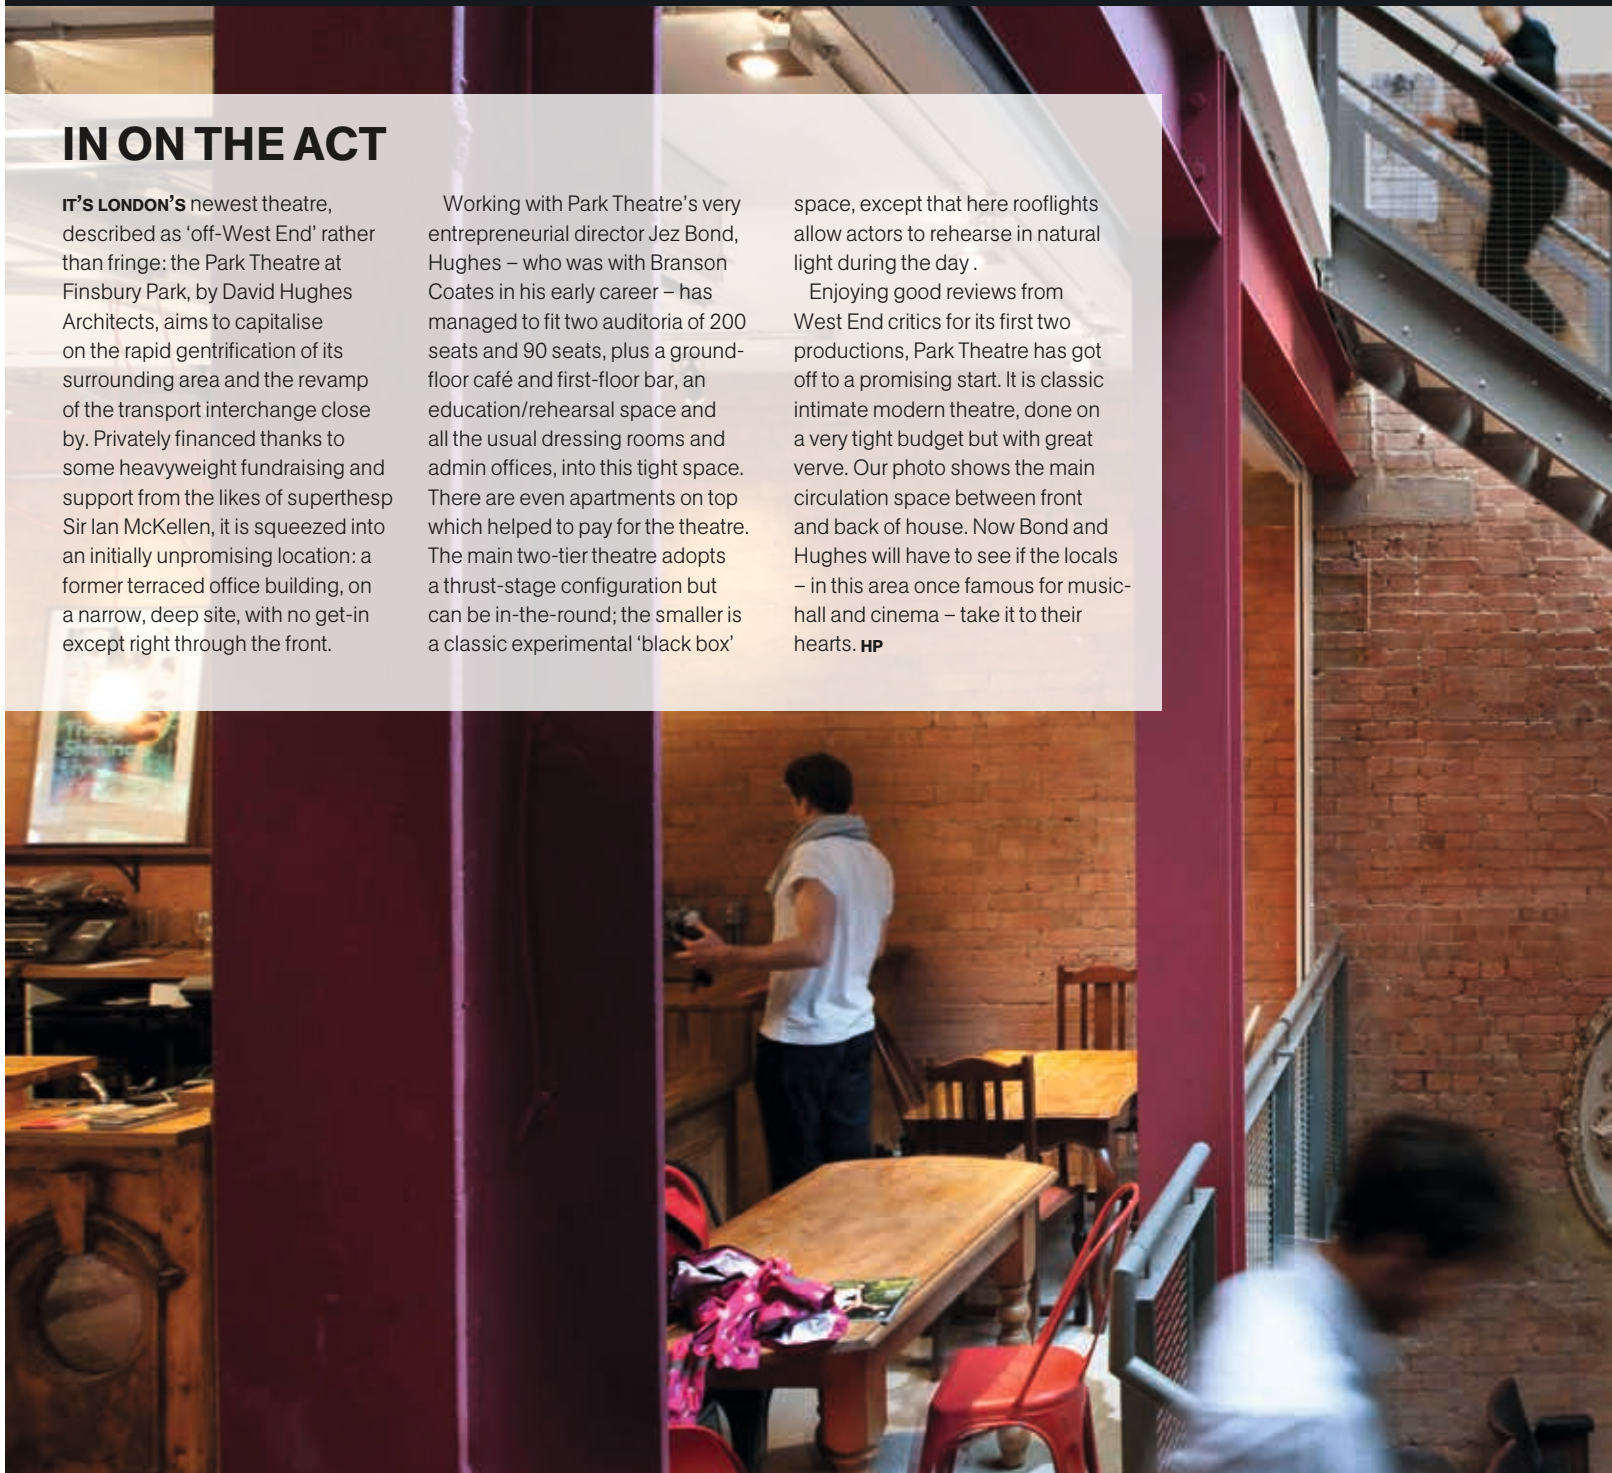 IN ON THE ACT
IT’S LONDON’S newest theatre,
described as ‘off-West End’ rather
than fringe: the Park Theatre at
Finsbury Park, by David Hughes
Architects, aims to capitalise
on the rapid gentrification of its
surrounding area and the revamp
of the transport interchange close
by. Privately financed thanks to
some heavyweight fundraising and
support from the likes of superthesp
Sir Ian McKellen, it is squeezed into
an initially unpromising location: a
former terraced office building, on
a narrow, deep site, with no get-in
except right through the front.
Working with Park Theatre’s very
entrepreneurial director Jez Bond,
Hughes – who was with Branson
Coates in his early career – has
managed to fit two auditoria of 200
seats and 90 seats, plus a ground-
floor café and first-floor bar, an
education/rehearsal space and
all the usual dressing rooms and
admin offices, into this tight space.
There are even apartments on top
which helped to pay for the theatre.
The main two-tier theatre adopts
a thrust-stage configuration but
can be in-the-round; the smaller is
a classic experimental ‘black box’
space, except that here rooflights
allow actors to rehearse in natural
light during the day .
Enjoying good reviews from
West End critics for its first two
productions, Park Theatre has got
off to a promising start. It is classic
intimate modern theatre, done on
a very tight budget but with great
verve. Our photo shows the main
circulation space between front
and back of house. Now Bond and
Hughes will have to see if the locals
– in this area once famous for music-
hall and cinema – take it to their
hearts. HP